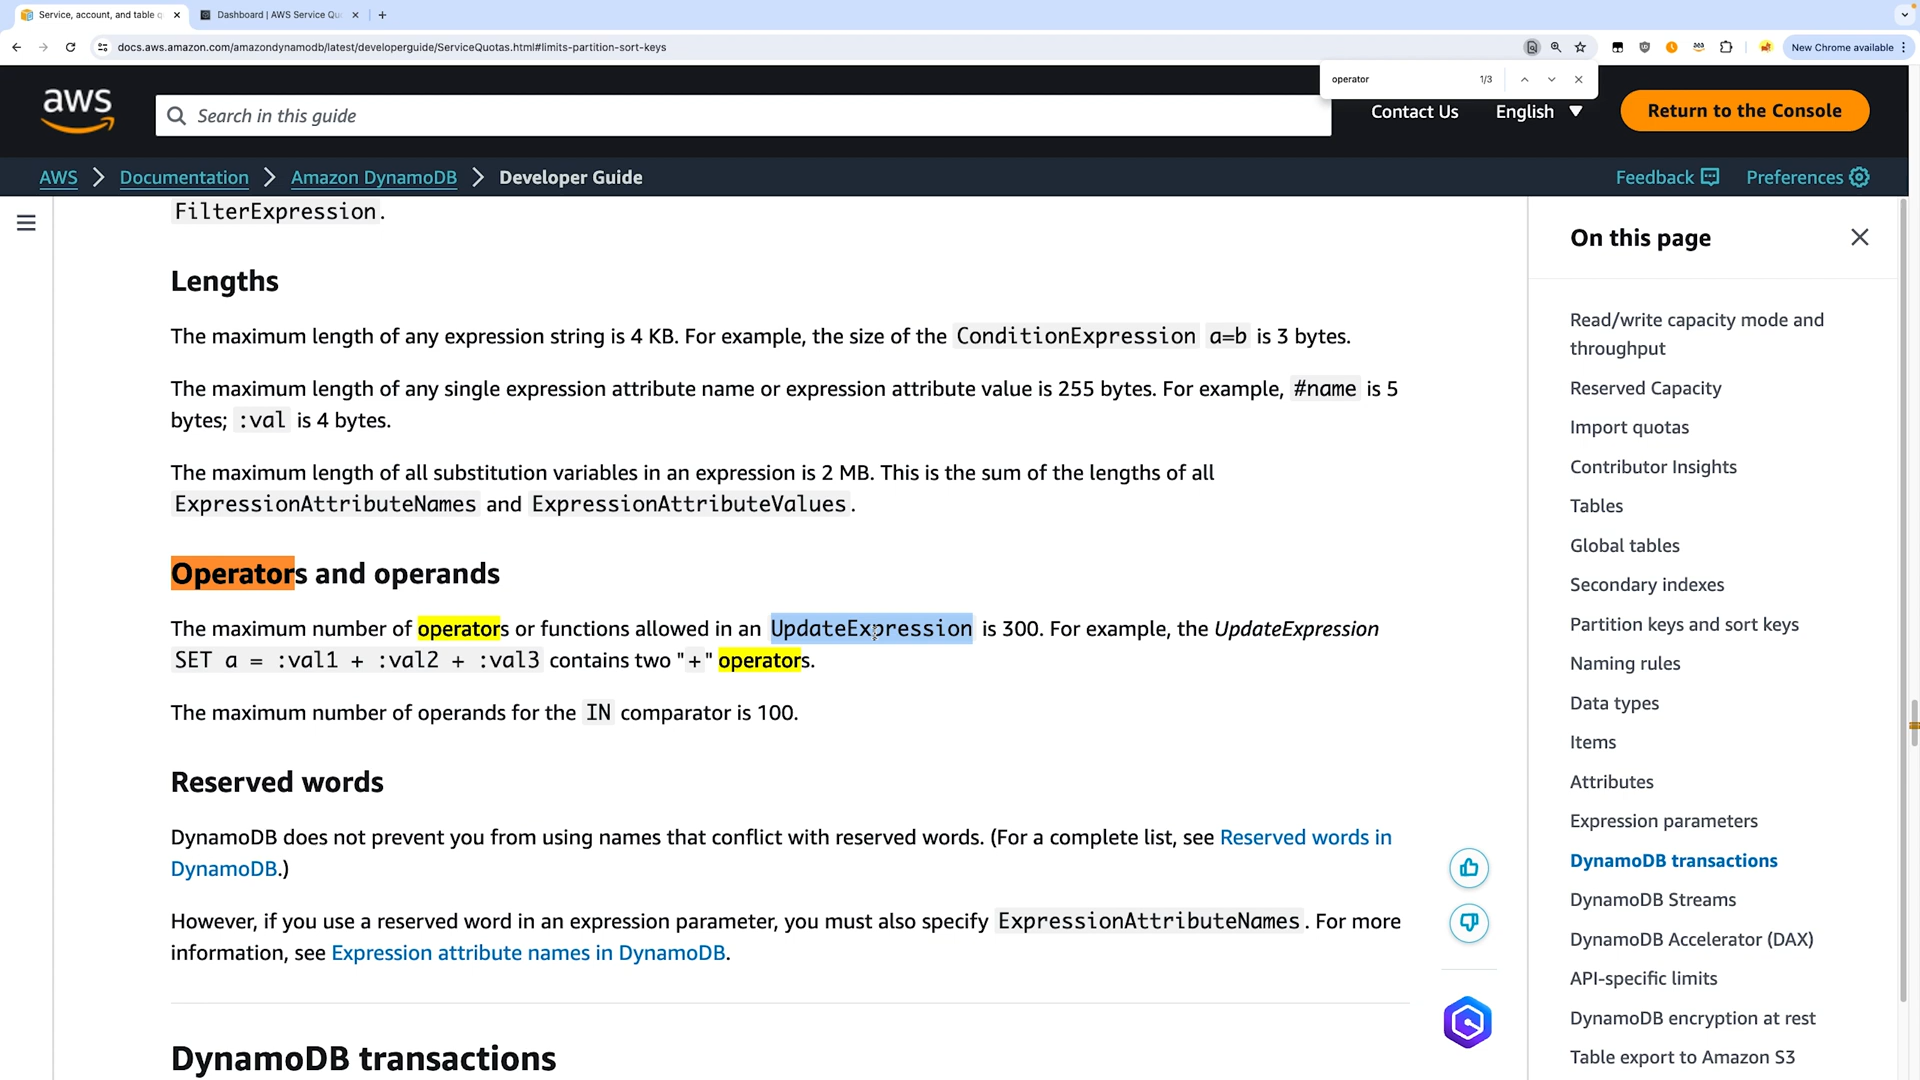 Service, account, and table q
Dashboard | AWS Service Qu
docs.aws.amazon.com/amazondynamodb/latest/developerguide/ServiceQuotas.html#limits-partition-sort-keys
New Chrome available
operator 1/3
aws
Search in this guide
Contact Us
English
Return to the Console
AWS > Documentation > Amazon DynamoDB > Developer Guide
Feedback
Preferences
FilterExpression.
Lengths
The maximum length of any expression string is 4 KB. For example, the size of the ConditionExpression a=b is 3 bytes.
The maximum length of any single expression attribute name or expression attribute value is 255 bytes. For example, #name is 5
bytes; :val is 4 bytes.
The maximum length of all substitution variables in an expression is 2 MB. This is the sum of the lengths of all
ExpressionAttributeNames and ExpressionAttributeValues.
Operators and operands
The maximum number of operators or functions allowed in an UpdateExpression is 300. For example, the UpdateExpression
SET a = :val1 + :val2 + :val3 contains two "+" operators.
The maximum number of operands for the IN comparator is 100.
Reserved words
DynamoDB does not prevent you from using names that conflict with reserved words. (For a complete list, see Reserved words in
DynamoDB.)
However, if you use a reserved word in an expression parameter, you must also specify ExpressionAttributeNames. For more
information, see Expression attribute names in DynamoDB.
DynamoDB transactions
On this page
Read/write capacity mode and
throughput
Reserved Capacity
Import quotas
Contributor Insights
Tables
Global tables
Secondary indexes
Partition keys and sort keys
Naming rules
Data types
Items
Attributes
Expression parameters
DynamoDB transactions
DynamoDB Streams
DynamoDB Accelerator (DAX)
API-specific limits
DynamoDB encryption at rest
Table export to Amazon S3